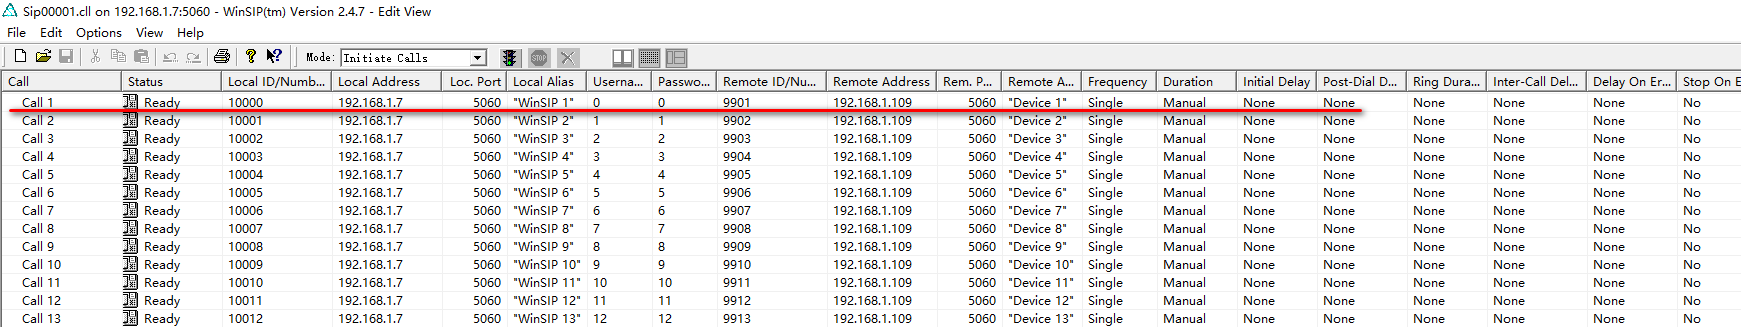 Sip00001.cll on 192.168.1.7:5060 - WinSIP(tm) Version 2.4.7 - Edit View
File Edit Options View Help
Mode: Initiate Calls STOP
Call Status Local ID/Numb... Local Address Loc. Port Local Alias Userna... Passwo... Remote ID/Nu... Remote Address Rem. P... Remote A... Frequency Duration Initial Delay Post-Dial D... Ring Dura... Inter-Call Del... Delay On Er... Stop On E
Call 1 Ready 10000 192.168.1.7 5060 "WinSIP 1" 0 0 9901 192.168.1.109 5060 "Device 1" Single Manual None None None None None No
Call 2 Ready 10001 192.168.1.7 5060 "WinSIP 2" 1 1 9902 192.168.1.109 5060 "Device 2" Single Manual None None None None None No
Call 3 Ready 10002 192.168.1.7 5060 "WinSIP 3" 2 2 9903 192.168.1.109 5060 "Device 3" Single Manual None None None None None No
Call 4 Ready 10003 192.168.1.7 5060 "WinSIP 4" 3 3 9904 192.168.1.109 5060 "Device 4" Single Manual None None None None None No
Call 5 Ready 10004 192.168.1.7 5060 "WinSIP 5" 4 4 9905 192.168.1.109 5060 "Device 5" Single Manual None None None None None No
Call 6 Ready 10005 192.168.1.7 5060 "WinSIP 6" 5 5 9906 192.168.1.109 5060 "Device 6" Single Manual None None None None None No
Call 7 Ready 10006 192.168.1.7 5060 "WinSIP 7" 6 6 9907 192.168.1.109 5060 "Device 7" Single Manual None None None None None No
Call 8 Ready 10007 192.168.1.7 5060 "WinSIP 8" 7 7 9908 192.168.1.109 5060 "Device 8" Single Manual None None None None None No
Call 9 Ready 10008 192.168.1.7 5060 "WinSIP 9" 8 8 9909 192.168.1.109 5060 "Device 9" Single Manual None None None None None No
Call 10 Ready 10009 192.168.1.7 5060 "WinSIP 10" 9 9 9910 192.168.1.109 5060 "Device 10" Single Manual None None None None None No
Call 11 Ready 10010 192.168.1.7 5060 "WinSIP 11" 10 10 9911 192.168.1.109 5060 "Device 11" Single Manual None None None None None No
Call 12 Ready 10011 192.168.1.7 5060 "WinSIP 12" 11 11 9912 192.168.1.109 5060 "Device 12" Single Manual None None None None None No
Call 13 Ready 10012 192.168.1.7 5060 "WinSIP 13" 12 12 9913 192.168.1.109 5060 "Device 13" Single Manual None None None None None No